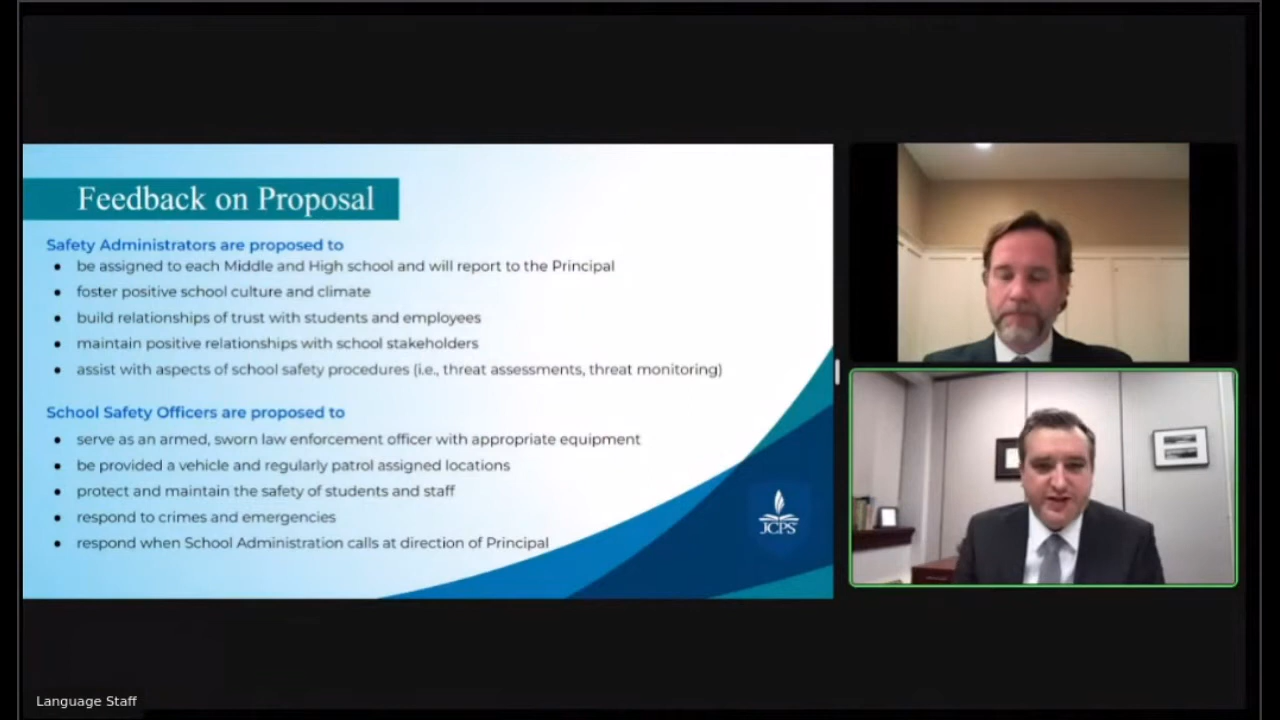 Feedback on Proposal
Safety Administrators are proposed to
● be assigned to each Middle and High school and will report to the Principal
● foster positive school culture and climate
● build relationships of trust with students and employees
● maintain positive relationships with school stakeholders
● assist with aspects of school safety procedures (i.e., threat assessments, threat monitoring)
School Safety Officers are proposed to
● serve as an armed, sworn law enforcement officer with appropriate equipment
● be provided a vehicle and regularly patrol assigned locations
● protect and maintain the safety of students and staff
● respond to crimes and emergencies
● respond when School Administration calls at direction of Principal
JCPS
Language Staff